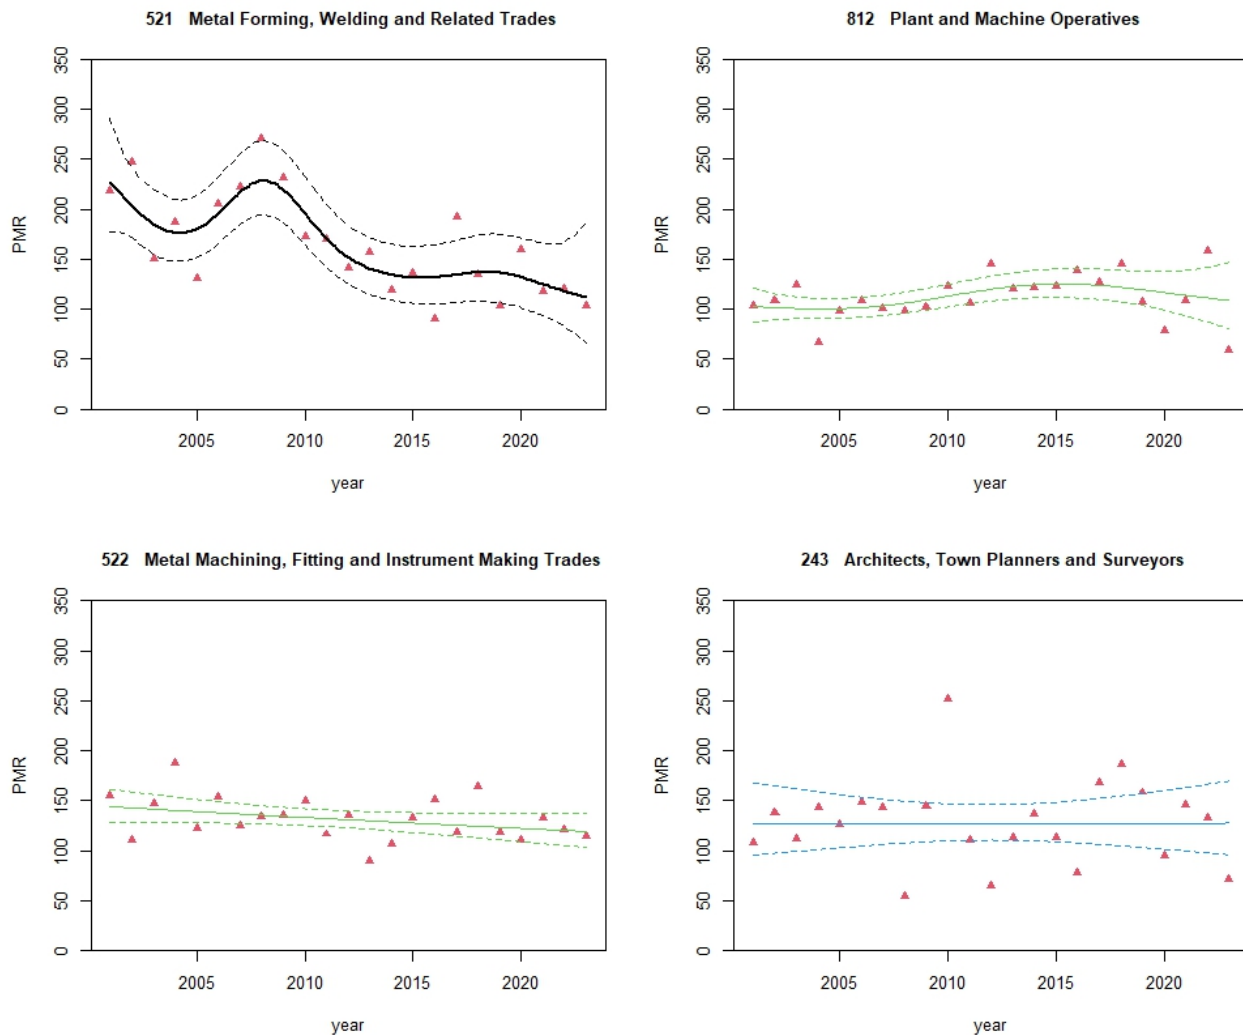 521 Metal Forming, Welding and Related Trades
350
300
250
200
150
100
50
0
PMR
2005 2010 2015 2020
year
812 Plant and Machine Operatives
350
300
250
200
150
100
50
0
PMR
2005 2010 2015 2020
year
522 Metal Machining, Fitting and Instrument Making Trades
350
300
250
200
150
100
50
0
PMR
2005 2010 2015 2020
year
243 Architects, Town Planners and Surveyors
350
300
250
200
150
100
50
0
PMR
2005 2010 2015 2020
year